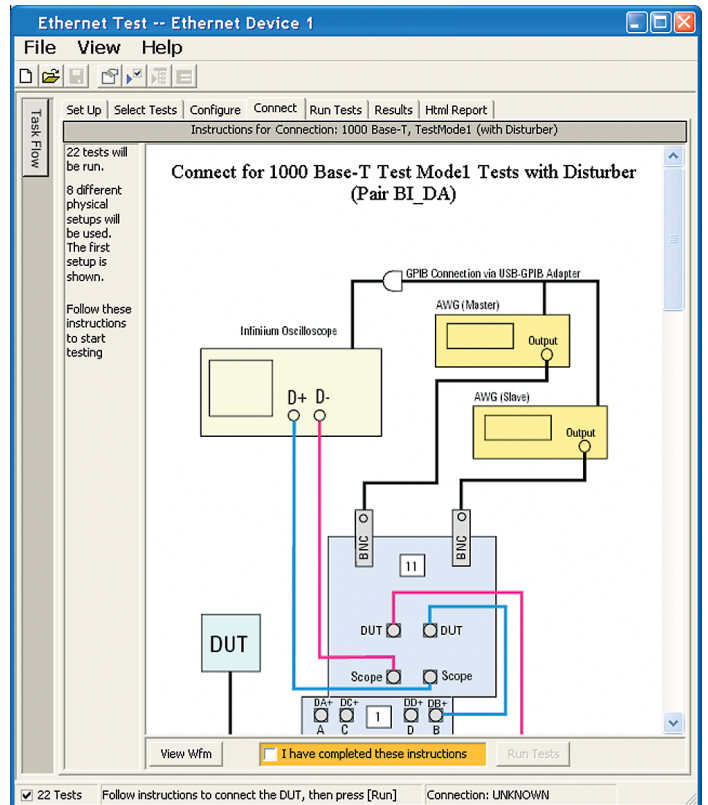 Ethernet Test -- Ethernet Device 1
File View Help
Task Flow
Set Up Select Tests Configure Connect Run Tests Results Html Report
Instructions for Connection: 1000 Base-T, TestMode1 (with Disturber)
22 tests will
be run.
8 different
physical
setups will
be used.
The first
setup is
shown.
Follow these
instructions
to start
testing
Connect for 1000 Base-T Test Mode1 Tests with Disturber
(Pair BI_DA)
GPIB Connection via USB-GPIB Adapter
AWG (Master)
Output
Infiniium Oscilloscope
D+ D-
AWG (Slave)
Output
BNC
BNC
11
DUT
DUT
DUT
Scope
Scope
DA+ DC+ DD+ DB+
1
A C D B
View Wfm
I have completed these instructions
Run Tests
22 Tests
Follow instructions to connect the DUT, then press [Run]
Connection: UNKNOWN